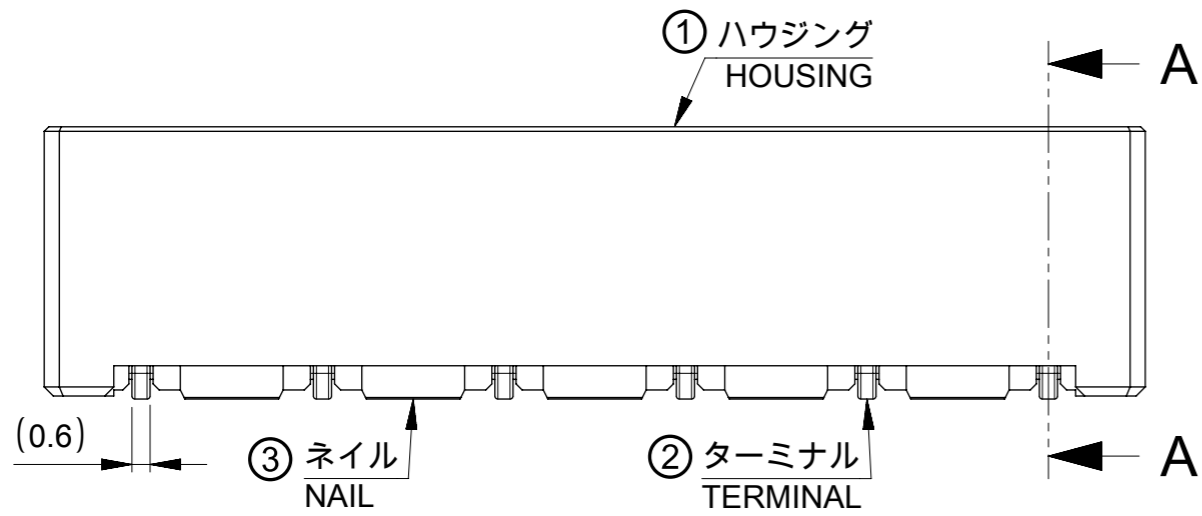 ① ハウジング
HOUSING
A
(0.6)
③ ネイル
NAIL
② ターミナル
TERMINAL
A